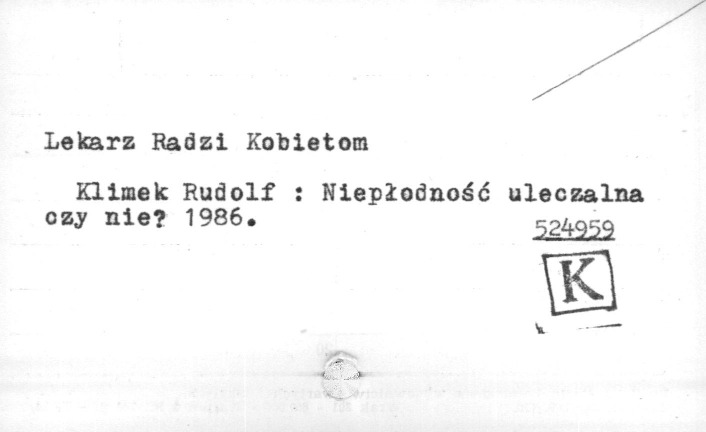 Lekarz Radzi Kobietom
Klimek Rudolf : Niepłodność uleczalna
czy nie? 1986.
524959
K